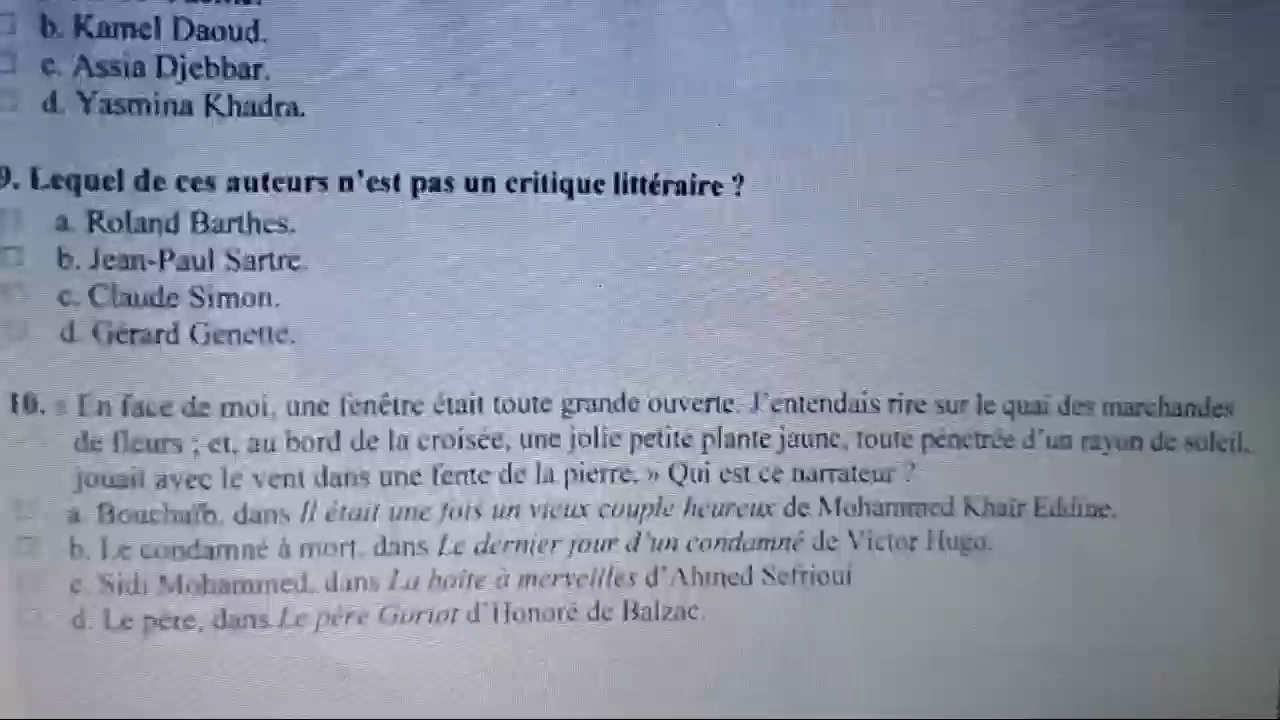 b. Kamel Daoud.
c. Assia Djebbar.
d. Yasmina Khadra.
9. Lequel de ces auteurs n'est pas un critique littéraire ?
a. Roland Barthes.
b. Jean-Paul Sartre.
c. Claude Simon.
d. Gérard Genette.
10. « En face de moi, une fenêtre était toute grande ouverte. J'entendais rire sur le quai des marchandes
de fleurs ; et, au bord de la croisée, une jolie petite plante jaune, toute pénétrée d'un rayon de soleil,
jouait avec le vent dans une fente de la pierre. » Qui est ce narrateur ?
a. Bouchaïb, dans Il était une fois un vieux couple heureux de Mohammed Khaïr Eddine.
b. Le condamné à mort, dans Le dernier jour d'un condamné de Victor Hugo.
c. Sidi Mohammed, dans La boîte à merveilles d'Ahmed Sefrioui
d. Le père, dans Le père Goriot d'Honoré de Balzac.